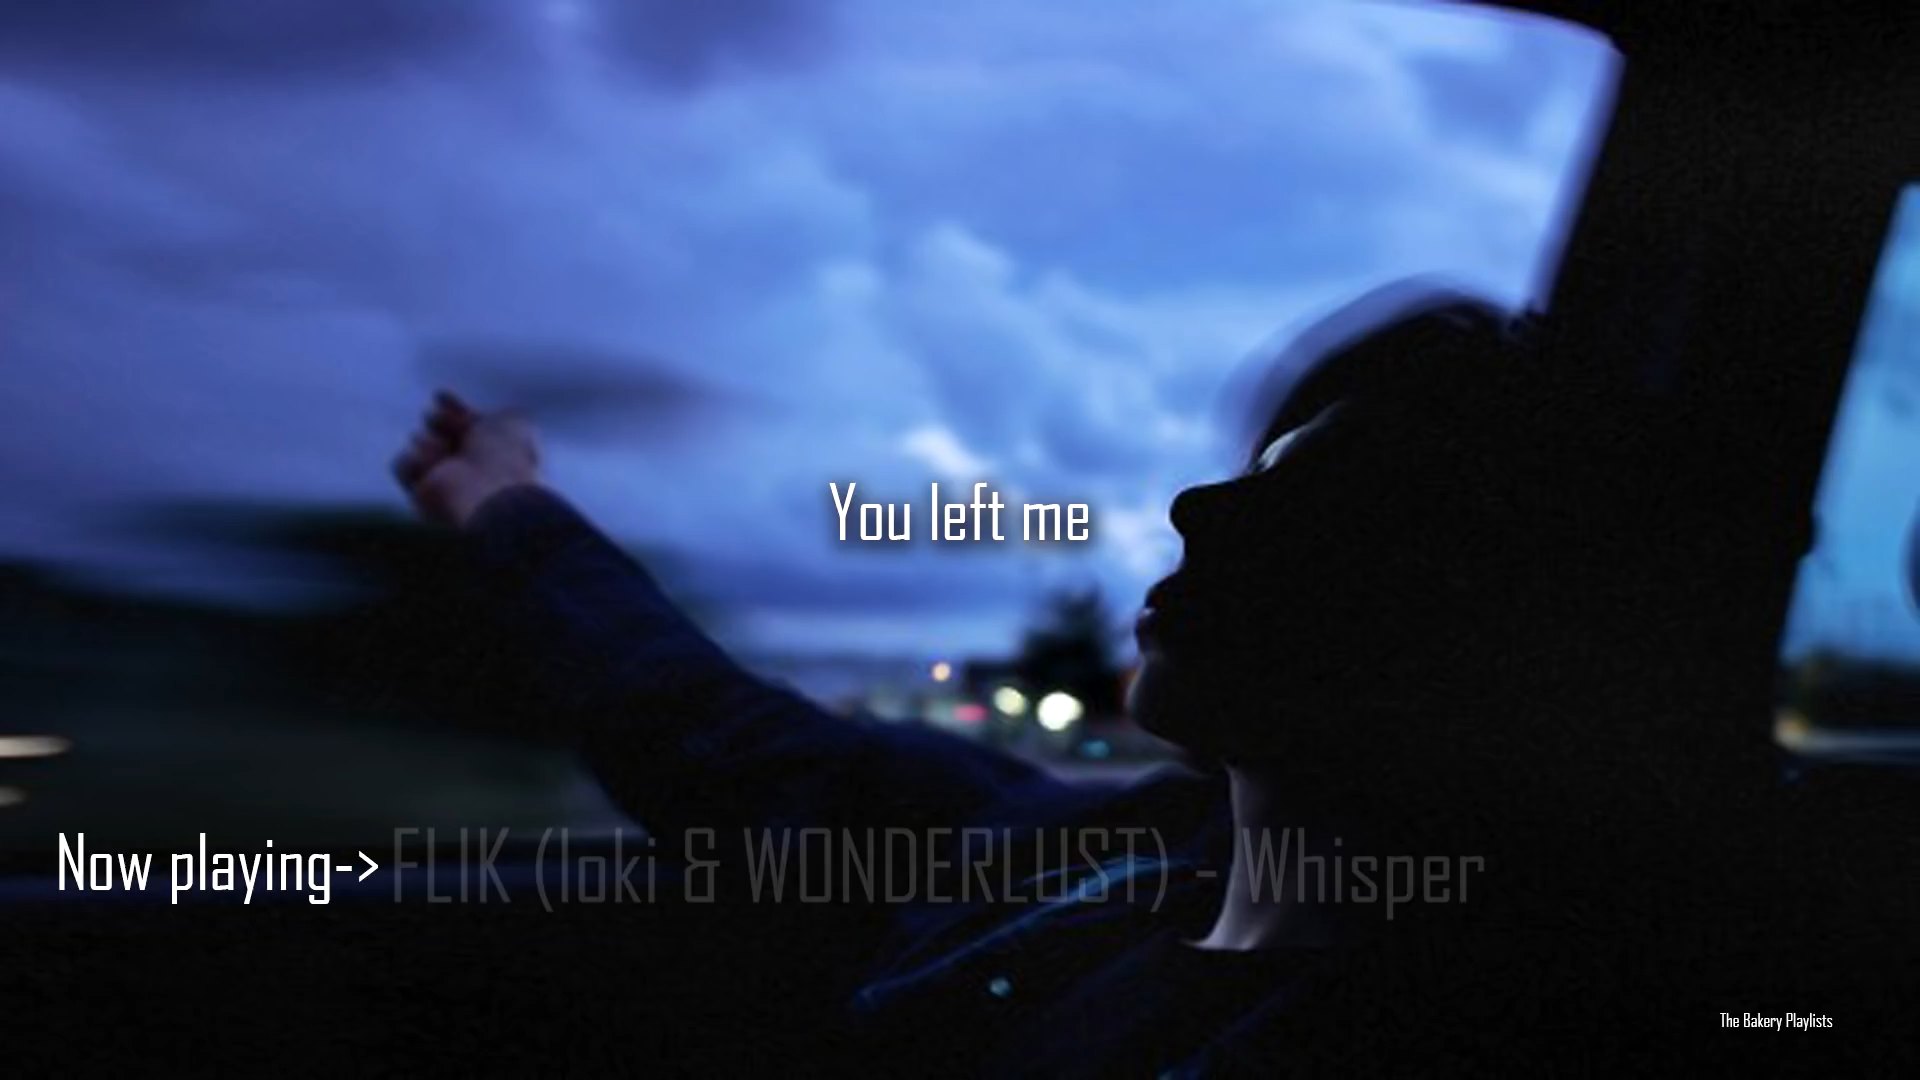 You left me
Now playing-> FLIK (loki & WONDERLUST) - Whisper
The Bakery Playlists